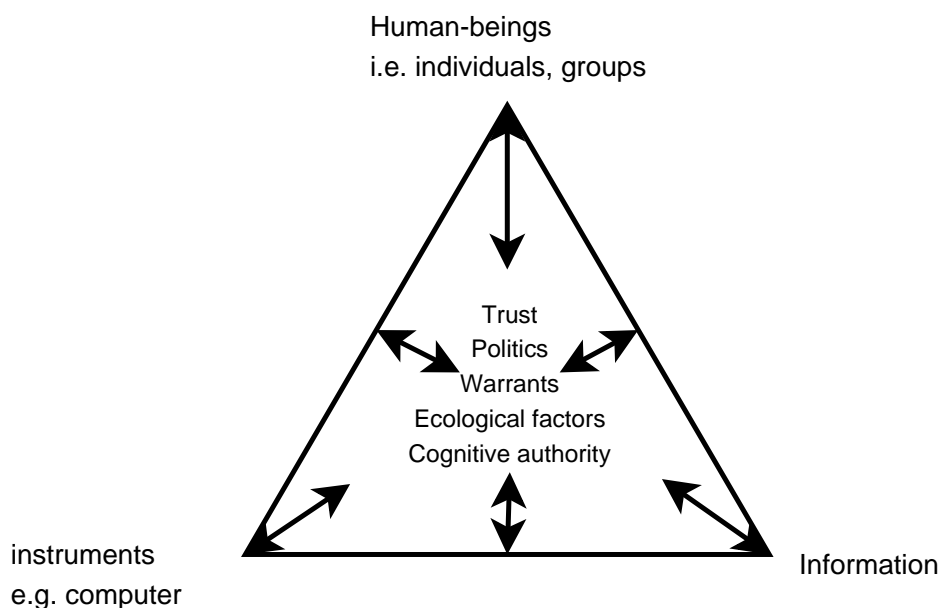 Human-beings
i.e. individuals, groups
Trust
Politics
Warrants
Ecological factors
Cognitive authority
instruments
e.g. computer
Information